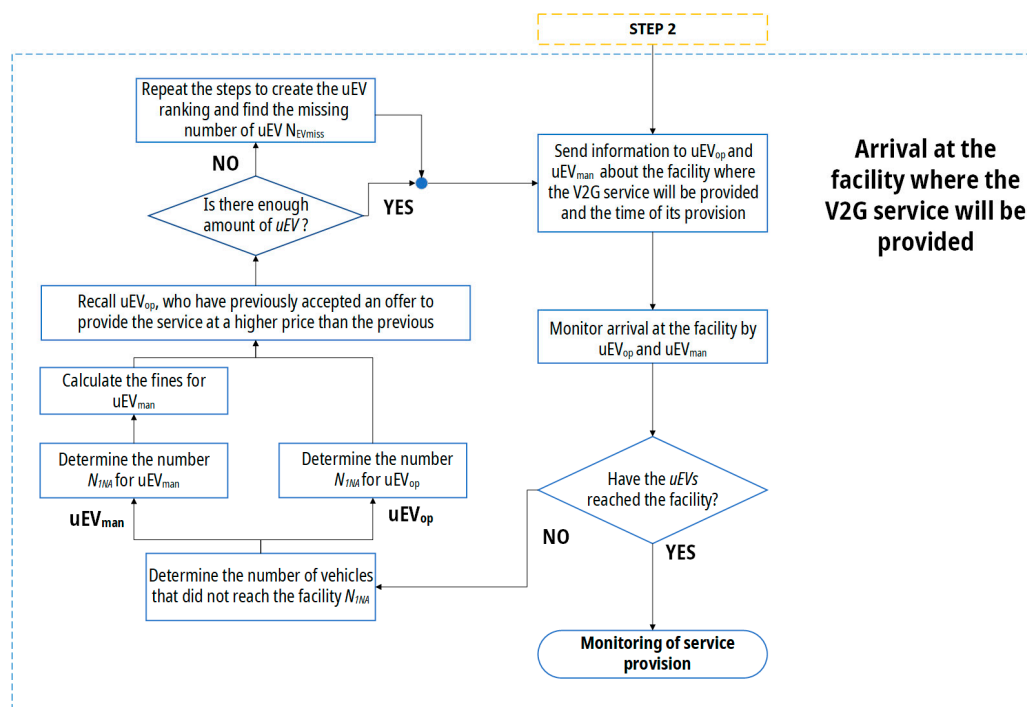 STEP 2
Repeat the steps to create the uEV
ranking and find the missing
number of uEV NEVmiss
NO
Is there enough
amount of uEV ?
YES
Send information to uEVop and
uEVman about the facility where
the V2G service will be provided
and the time of its provision
Arrival at the
facility where the
V2G service will be
provided
Recall uEVop, who have previously accepted an offer to
provide the service at a higher price than the previous
Monitor arrival at the facility by
uEVop and uEVman
Calculate the fines for
uEVman
Determine the number
N1NA for uEVman
Determine the number
N1NA for uEVop
Have the uEVs
reached the facility?
uEVman
uEVop
NO
YES
Determine the number of vehicles
that did not reach the facility N1NA
Monitoring of service
provision